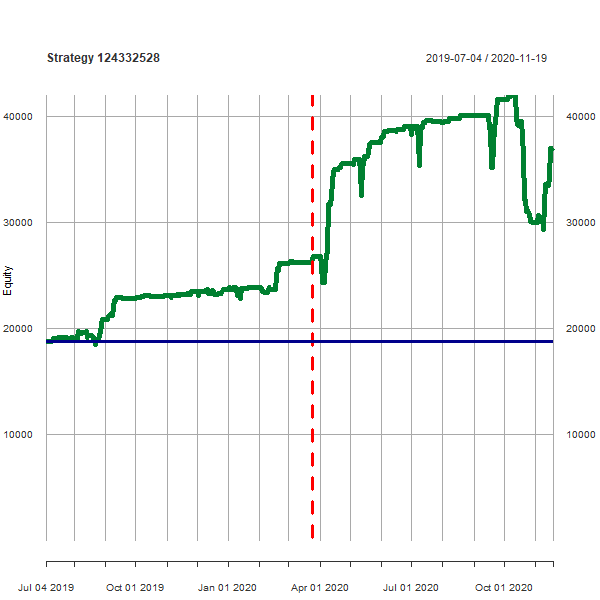 Strategy 124332528
2019-07-04 / 2020-11-19
40000
40000
30000
30000
Equity
20000
20000
10000
10000
Jul 04 2019
Oct 01 2019
Jan 01 2020
Apr 01 2020
Jul 01 2020
Oct 01 2020